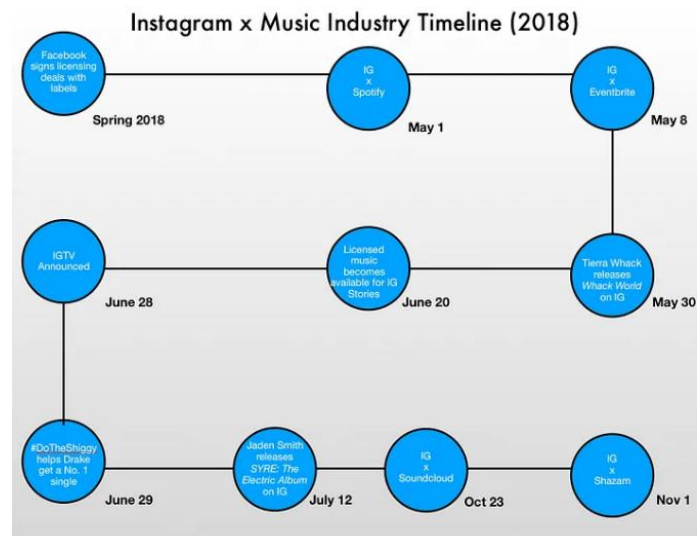 Instagram x Music Industry Timeline (2018)
Facebook
signs licensing
deals with
labels
Spring 2018
IG
x
Spotify
May 1
IG
x
Eventbrite
May 8
Tierra Whack
releases
Whack World
on IG
May 30
Licensed
music
becomes
available for IG
Stories
June 20
IGTV
Announced
June 28
#DoTheShiggy
helps Drake
get a No. 1
single
June 29
Jaden Smith
releases
SYRE: The
Electric Album
on IG
July 12
IG
x
Soundcloud
Oct 23
IG
x
Shazam
Nov 1